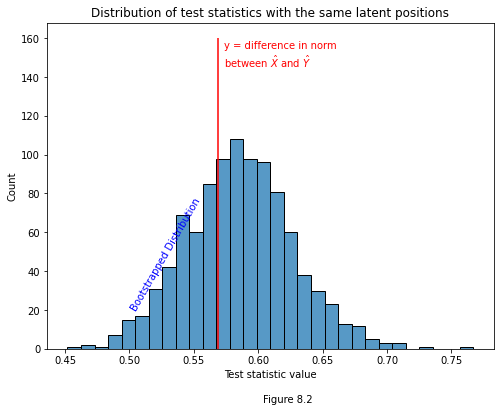 Distribution of test statistics with the same latent positions
160
140
120
100
80
60
40
20
0
Count
y = difference in norm
between X̂ and Ŷ
Bootstrapped Distribution
0.45 0.50 0.55 0.60 0.65 0.70 0.75
Test statistic value
Figure 8.2